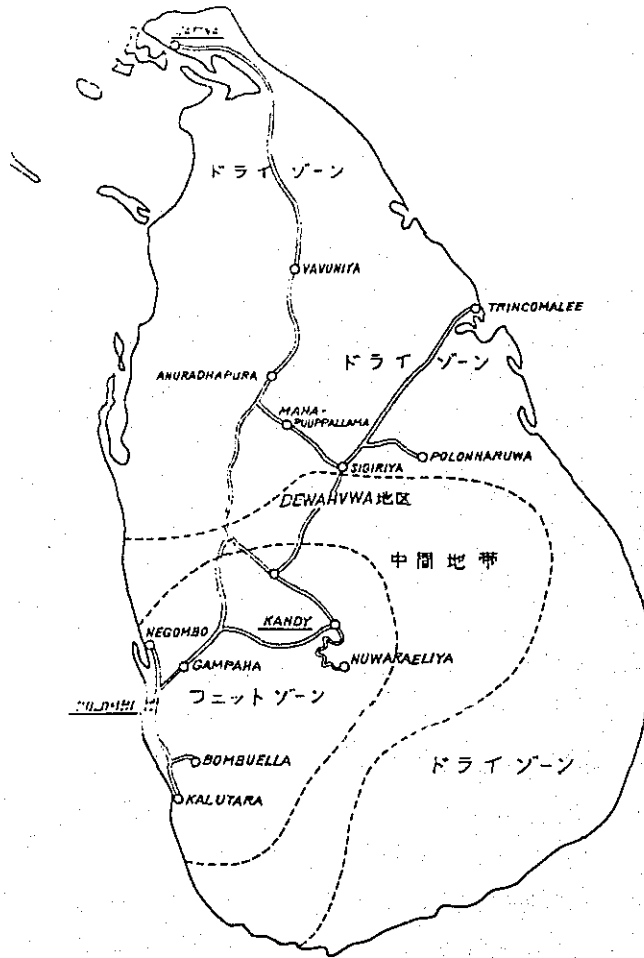 ドライ ゾーン
VAVUNIYA
TRINCOMALEE
ドライ ゾーン
ANURADHAPURA
MAHA-
PUUPPALLAMA
POLONNARUWA
SIGIRIYA
DEWAHUWA地区
中間地帯
KANDY
NEGOMBO
NUWARAELIYA
GAMPAHA
フェットゾーン
ドライ ゾーン
BOMBUELLA
KALUTARA